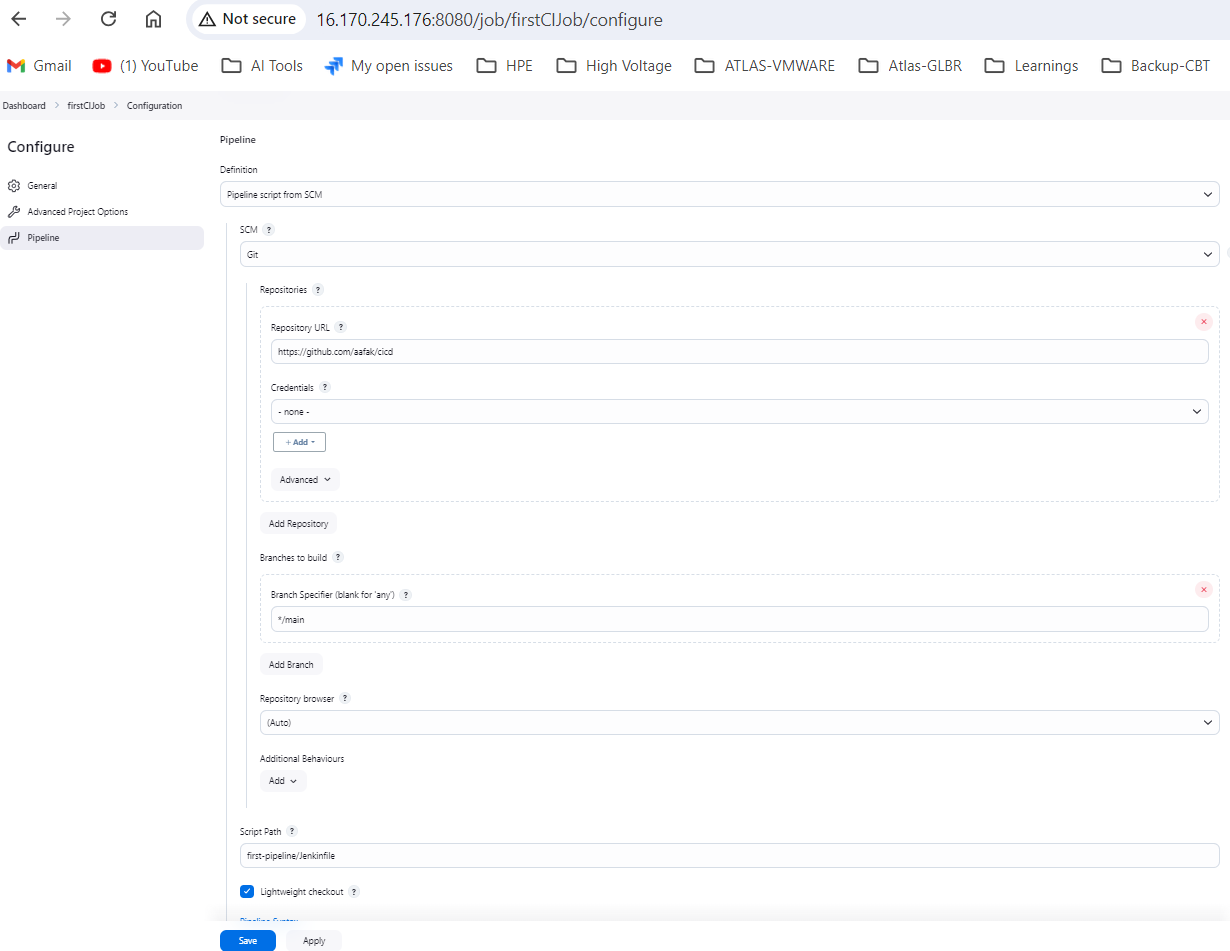 Not secure 16.170.245.176:8080/job/firstCIJob/configure
Gmail (1) YouTube AI Tools My open issues HPE High Voltage ATLAS-VMWARE Atlas-GLBR Learnings Backup-CBT
Dashboard > firstCIJob > Configuration
Configure
General
Advanced Project Options
Pipeline
Pipeline
Definition
Pipeline script from SCM
SCM ?
Git
Repositories ?
Repository URL ?
https://github.com/aafak/cicd
Credentials ?
- none -
+ Add
Advanced
Add Repository
Branches to build ?
Branch Specifier (blank for 'any') ?
*/main
Add Branch
Repository browser ?
(Auto)
Additional Behaviours
Add
Script Path ?
first-pipeline/Jenkinfile
Lightweight checkout ?
Pipeline Syntax
Save Apply